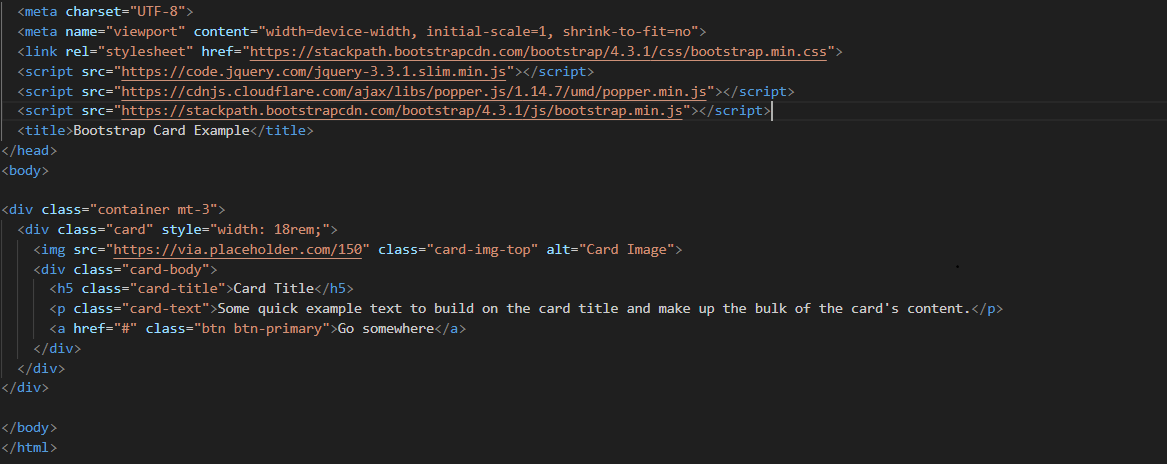 <meta charset="UTF-8">
<meta name="viewport" content="width=device-width, initial-scale=1, shrink-to-fit=no">
<link rel="stylesheet" href="https://stackpath.bootstrapcdn.com/bootstrap/4.3.1/css/bootstrap.min.css">
<script src="https://code.jquery.com/jquery-3.3.1.slim.min.js"></script>
<script src="https://cdnjs.cloudflare.com/ajax/libs/popper.js/1.14.7/umd/popper.min.js"></script>
<script src="https://stackpath.bootstrapcdn.com/bootstrap/4.3.1/js/bootstrap.min.js"></script>
<title>Bootstrap Card Example</title>
</head>
<body>
<div class="container mt-3">
<div class="card" style="width: 18rem;">
<img src="https://via.placeholder.com/150" class="card-img-top" alt="Card Image">
<div class="card-body">
<h5 class="card-title">Card Title</h5>
<p class="card-text">Some quick example text to build on the card title and make up the bulk of the card's content.</p>
<a href="#" class="btn btn-primary">Go somewhere</a>
</div>
</div>
</div>
</body>
</html>